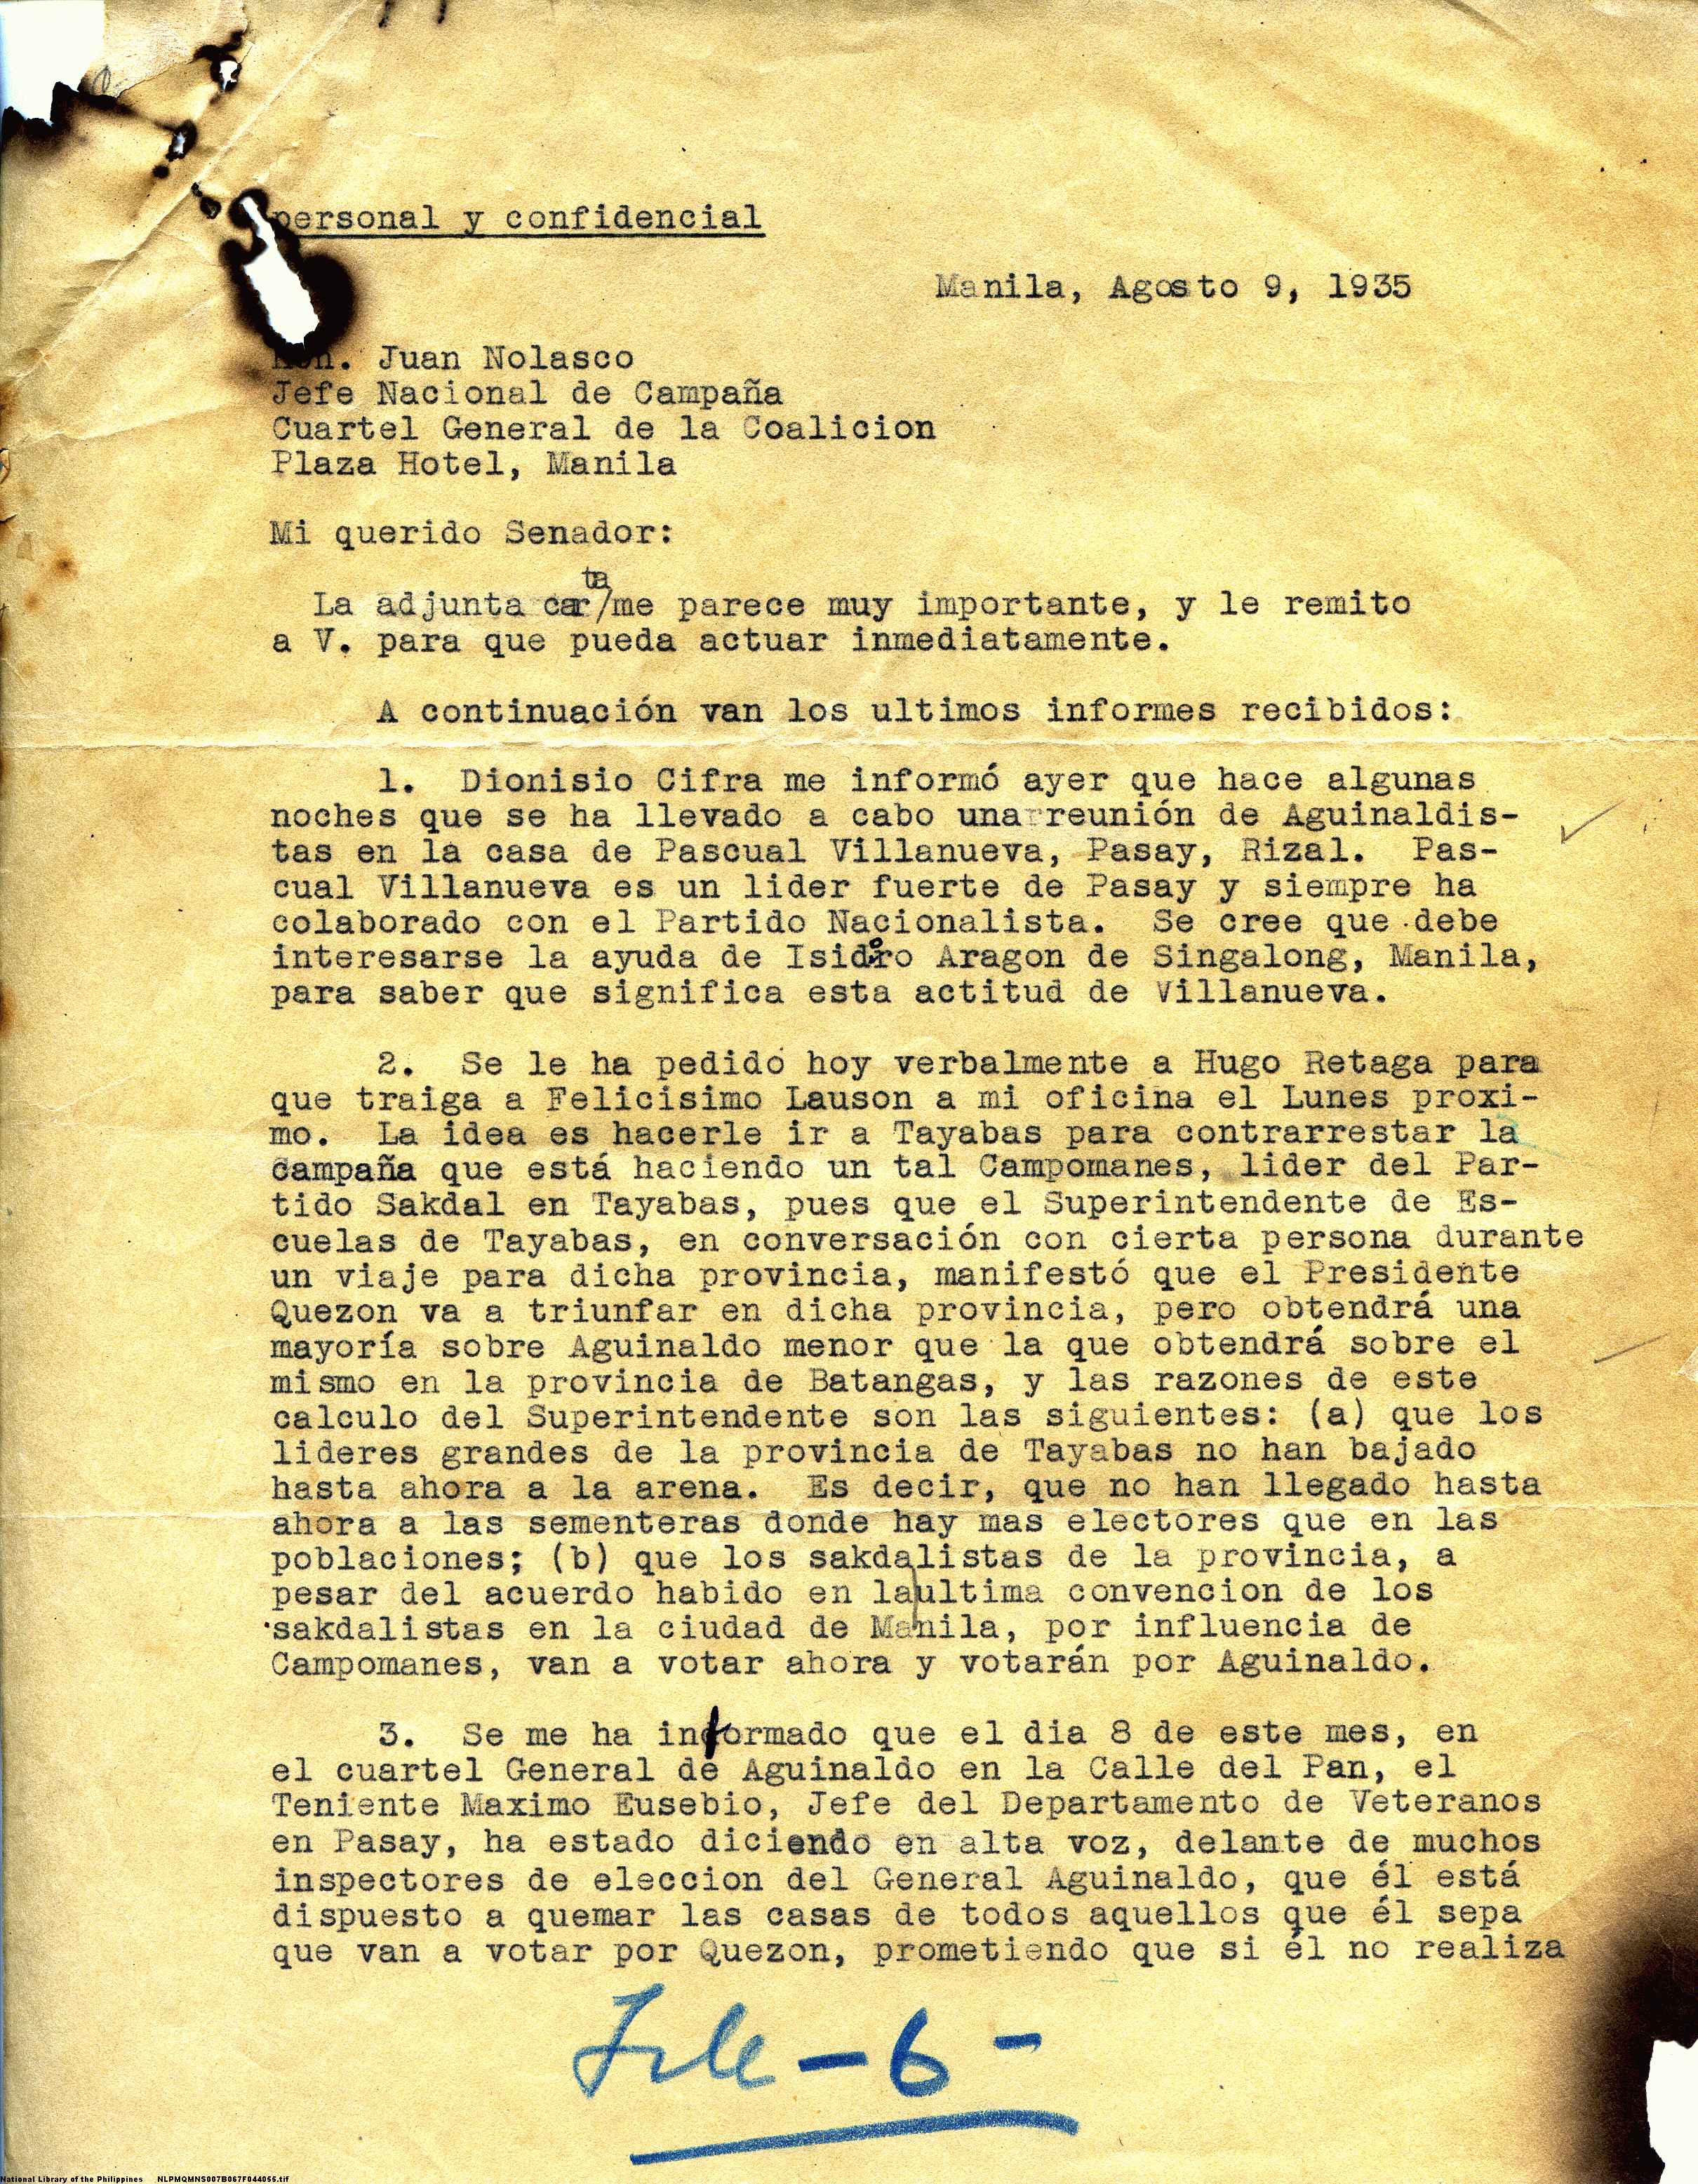 personal y confidencial
Manila, Agosto 9, 1935
Hon. Juan Nolasco
Jefe Nacional de Campaña
Cuartel General de la Coalicion
Plaza Hotel, Manila
Mi querido Senador:
ta
La adjunta car/me parece muy importante, y le remito
a V. para que pueda actuar inmediatamente.
A continuación van los ultimos informes recibidos:
1. Dionisio Cifra me informó ayer que hace algunas
noches que se ha llevado a cabo una reunión de Aguinaldis-
tas en la casa de Pascual Villanueva, Pasay, Rizal. Pas-
cual Villanueva es un lider fuerte de Pasay y siempre ha
colaborado con el Partido Nacionalista. Se cree que debe
interesarse la ayuda de Isidro Aragon de Singalong, Manila,
para saber que significa esta actitud de Villanueva.
2. Se le ha pedido hoy verbalmente a Hugo Retaga para
que traiga a Felicisimo Lauson a mi oficina el Lunes proxi-
mo. La idea es hacerle ir a Tayabas para contrarrestar la
campaña que está haciendo un tal Campomanes, lider del Par-
tido Sakdal en Tayabas, pues que el Superintendente de Es-
cuelas de Tayabas, en conversación con cierta persona durante
un viaje para dicha provincia, manifestó que el Presidente
Quezon va a triunfar en dicha provincia, pero obtendrá una
mayoría sobre Aguinaldo menor que la que obtendrá sobre el
mismo en la provincia de Batangas, y las razones de este
calculo del Superintendente son las siguientes: (a) que los
lideres grandes de la provincia de Tayabas no han bajado
hasta ahora a la arena. Es decir, que no han llegado hasta
ahora a las sementeras donde hay mas electores que en las
poblaciones; (b) que los sakdalistas de la provincia, a
pesar del acuerdo habido en la/ultima convencion de los
sakdalistas en la ciudad de Manila, por influencia de
Campomanes, van a votar ahora y votarán por Aguinaldo.
3. Se me ha informado que el dia 8 de este mes, en
el cuartel General de Aguinaldo en la Calle del Pan, el
Teniente Maximo Eusebio, Jefe del Departamento de Veteranos
en Pasay, ha estado diciendo en alta voz, delante de muchos
inspectores de eleccion del General Aguinaldo, que él está
dispuesto a quemar las casas de todos aquellos que él sepa
que van a votar por Quezon, prometiendo que si él no realiza
File - 6 -
National Library of the Philippines NLPMQMNS007B067F044055.tif